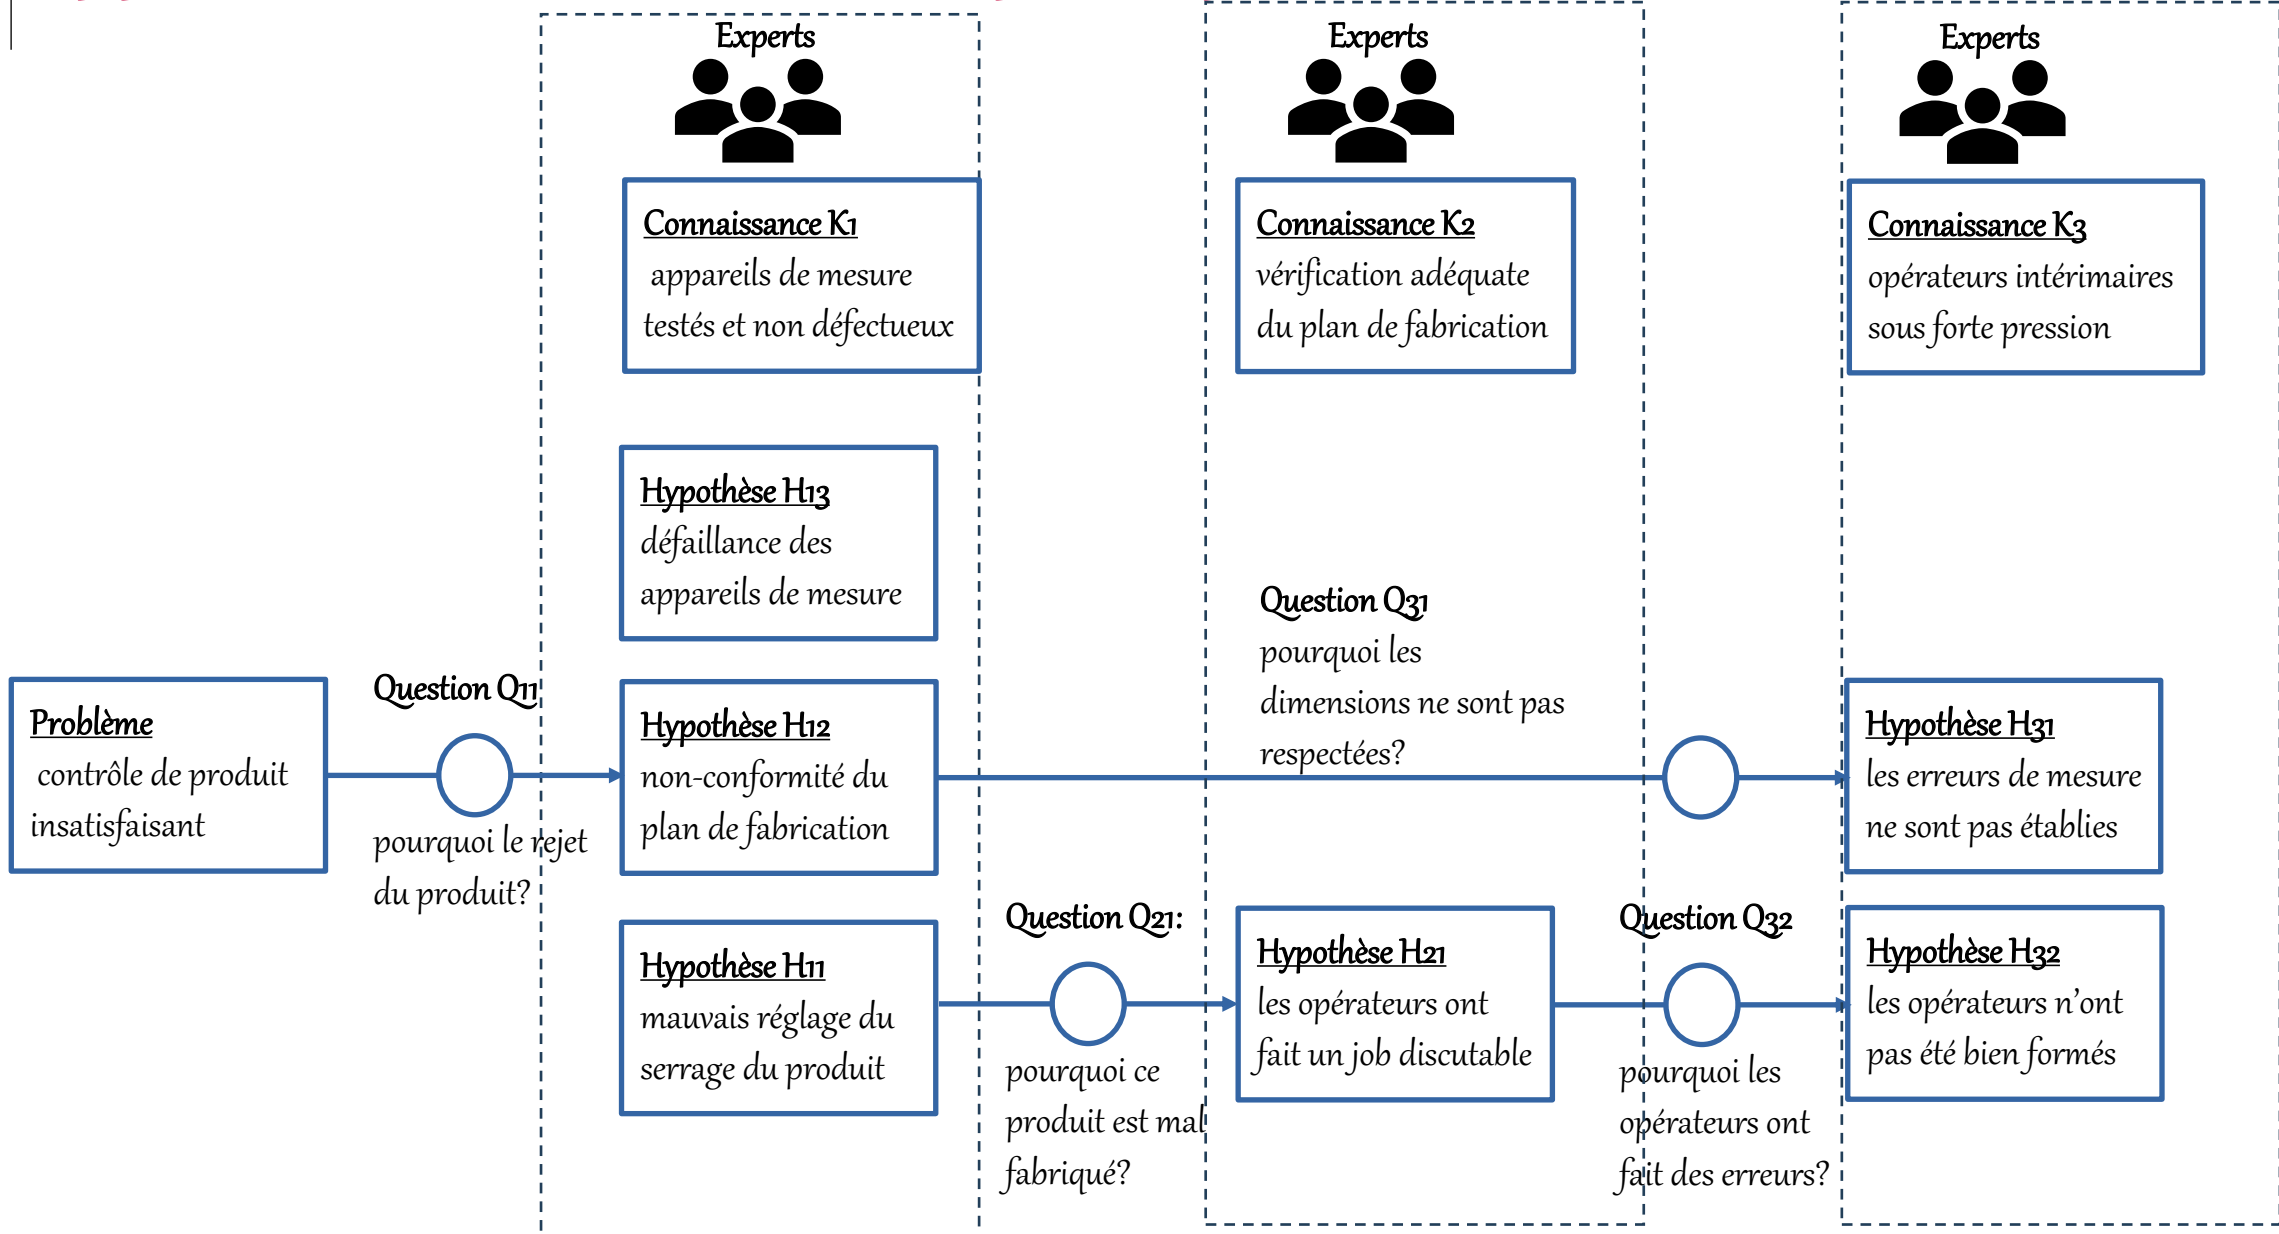 Experts
Experts
Experts
Connaissance K1
appareils de mesure
testés et non défectueux
Connaissance K2
vérification adéquate
du plan de fabrication
Connaissance K3
opérateurs intérimaires
sous forte pression
Hypothèse H13
défaillance des
appareils de mesure
Question Q31
pourquoi les
dimensions ne sont pas
respectées?
Problème
contrôle de produit
insatisfaisant
Question Q11
pourquoi le rejet
du produit?
Hypothèse H12
non-conformité du
plan de fabrication
Hypothèse H31
les erreurs de mesure
ne sont pas établies
Hypothèse H11
mauvais réglage du
serrage du produit
Question Q21:
pourquoi ce
produit est mal
fabriqué?
Hypothèse H21
les opérateurs ont
fait un job discutable
Question Q32
pourquoi les
opérateurs ont
fait des erreurs?
Hypothèse H32
les opérateurs n'ont
pas été bien formés